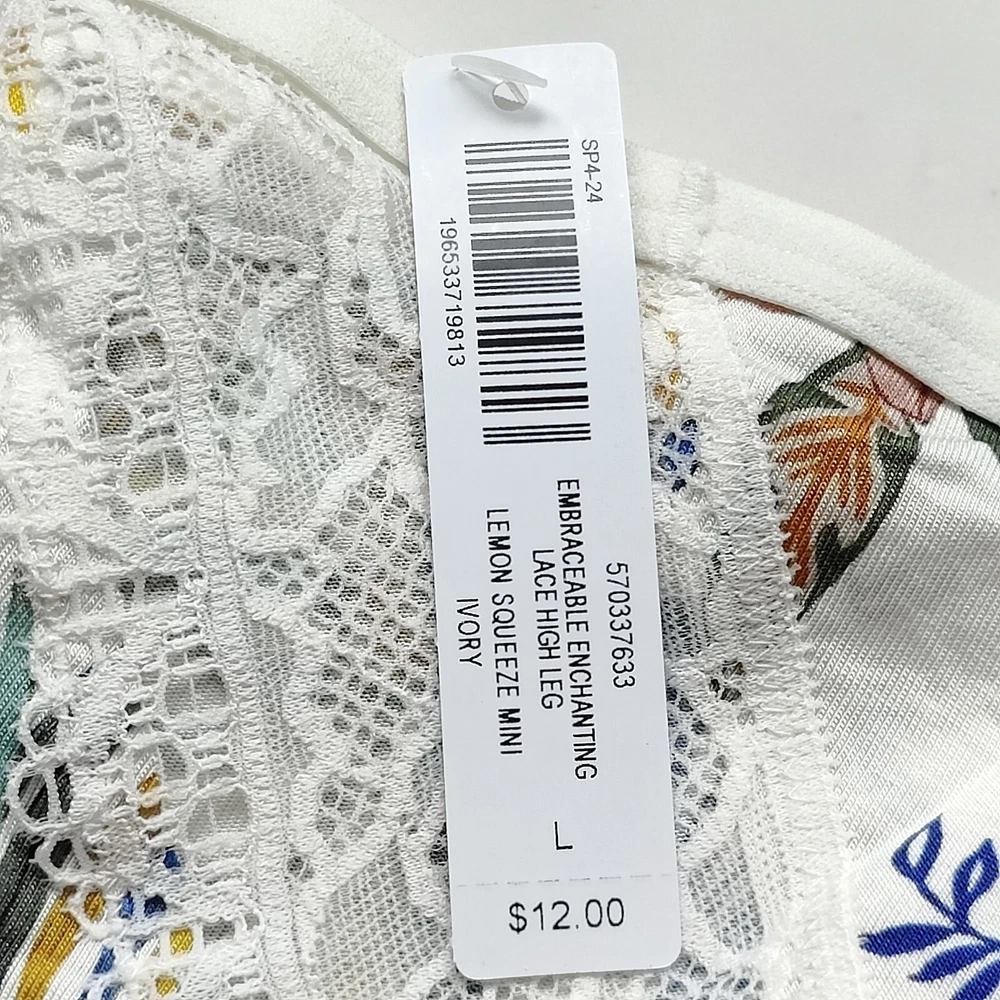 SP4-24
196533719813
570337633
EMBRACEABLE ENCHANTING
LACE HIGH LEG
LEMON SQUEEZE MINI
IVORY
L
$12.00